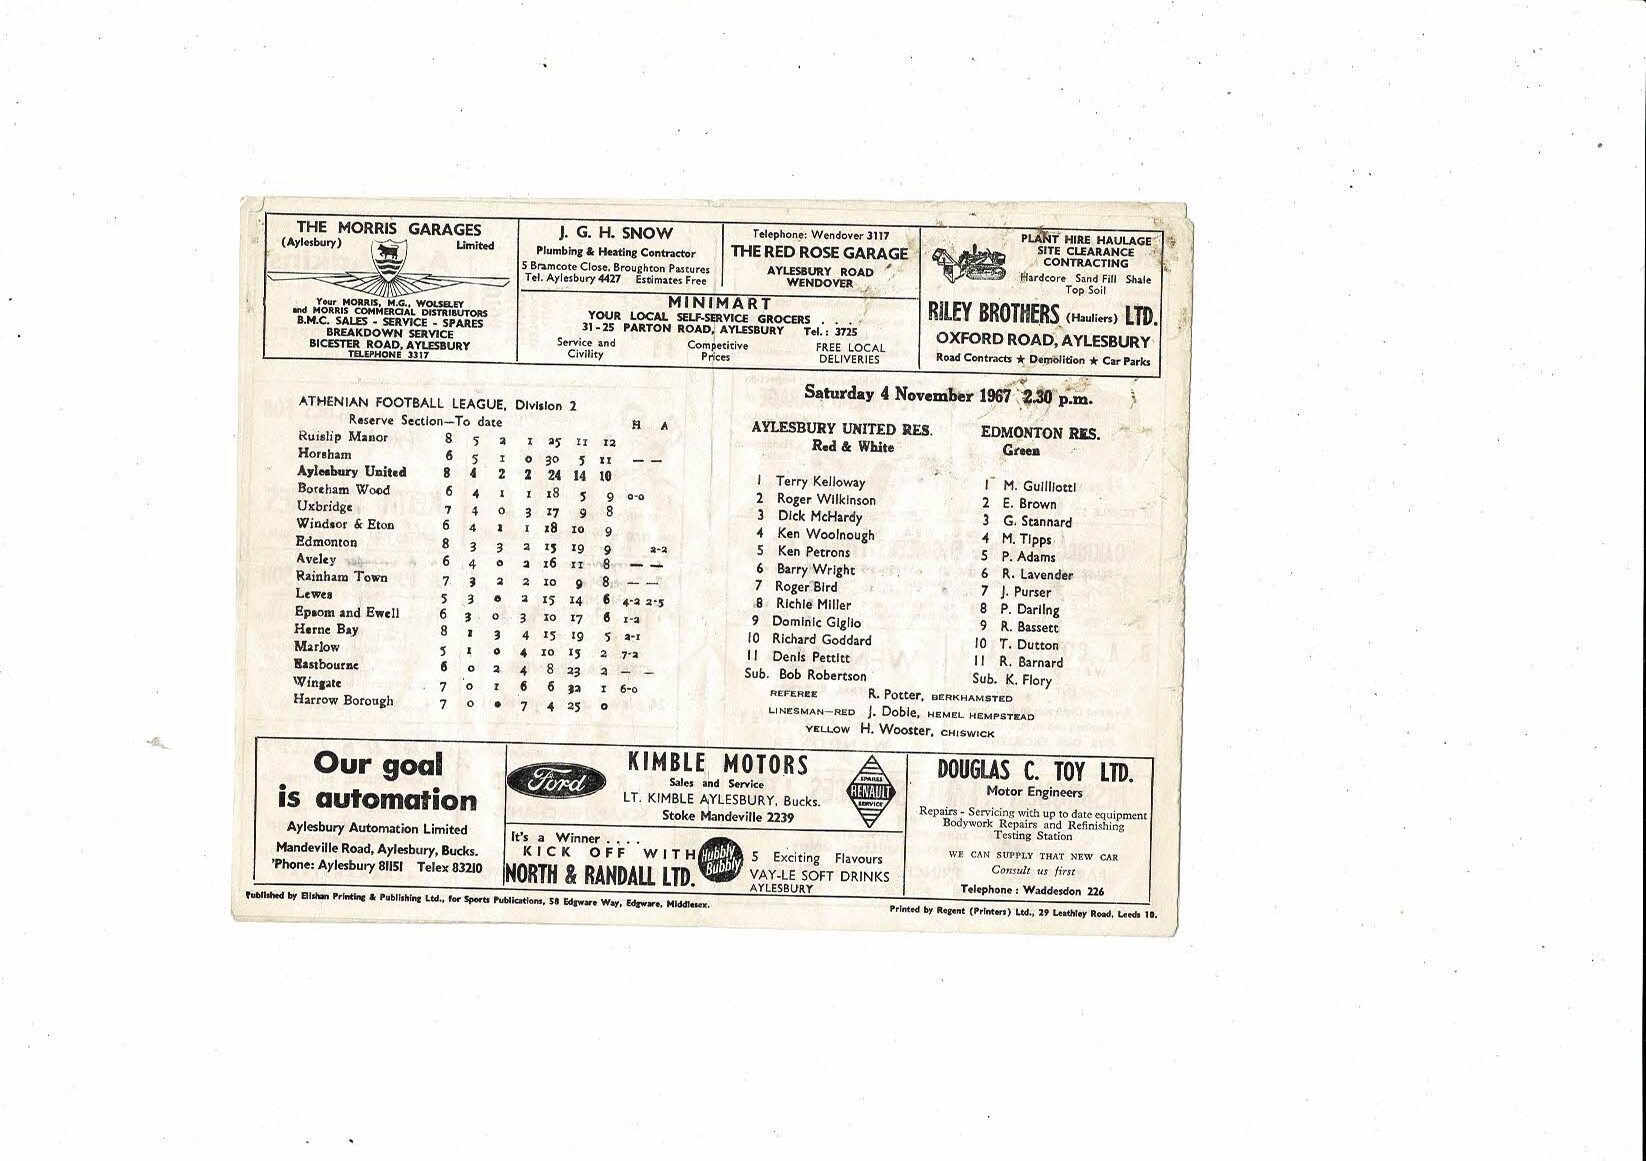 THE MORRIS GARAGES
(Aylesbury) Limited
Your MORRIS, M.G., WOLSELEY
and MORRIS COMMERCIAL DISTRIBUTORS
B.M.C. SALES - SERVICE - SPARES
BREAKDOWN SERVICE
BICESTER ROAD, AYLESBURY
TELEPHONE 3317
J. G. H. SNOW
Plumbing & Heating Contractor
5 Bramcote Close, Broughton Pastures
Tel. Aylesbury 4427 Estimates Free
Telephone: Wendover 3117
THE RED ROSE GARAGE
AYLESBURY ROAD
WENDOVER
MINIMART
YOUR LOCAL SELF-SERVICE GROCERS . . . .
31-25 PARTON ROAD, AYLESBURY Tel.: 3725
Service and Competitive FREE LOCAL
Civility Prices DELIVERIES
PLANT HIRE HAULAGE
SITE CLEARANCE
CONTRACTING
Hardcore Sand Fill Shale
Top Soil
RILEY BROTHERS (Hauliers) LTD.
OXFORD ROAD, AYLESBURY
Road Contracts ★ Demolition ★ Car Parks
ATHENIAN FOOTBALL LEAGUE, Division 2
Reserve Section—To date H A
Ruislip Manor 8 5 2 1 25 11 12
Horsham 6 5 1 0 30 5 11 — —
Aylesbury United 8 4 2 2 24 14 10
Boreham Wood 6 4 1 1 18 5 9 0-0
Uxbridge 7 4 0 3 17 9 8
Windsor & Eton 6 4 1 1 18 10 9
Edmonton 8 3 3 2 15 19 9 2-2
Aveley 6 4 0 2 16 11 8 — —
Rainham Town 7 3 2 2 10 9 8 — —
Lewes 5 3 0 2 15 14 6 4-2 2-5
Epsom and Ewell 6 3 0 3 10 17 6 1-2
Herne Bay 8 1 3 4 15 19 5 2-1
Marlow 5 1 0 4 10 15 2 7-2
Eastbourne 6 0 2 4 8 23 2 — —
Wingate 7 0 1 6 6 32 1 6-0
Harrow Borough 7 0 0 7 4 25 0
Saturday 4 November 1967 2.30 p.m.
AYLESBURY UNITED RES.
Red & White
1 Terry Kelloway
2 Roger Wilkinson
3 Dick McHardy
4 Ken Woolnough
5 Ken Petrons
6 Barry Wright
7 Roger Bird
8 Richie Miller
9 Dominic Giglio
10 Richard Goddard
11 Denis Pettitt
Sub. Bob Robertson
EDMONTON RES.
Green
1 M. Guilliotti
2 E. Brown
3 G. Stannard
4 M. Tipps
5 P. Adams
6 R. Lavender
7 J. Purser
8 P. Darling
9 R. Bassett
10 T. Dutton
11 R. Barnard
Sub. K. Flory
REFEREE R. Potter, BERKHAMSTED
LINESMAN—RED J. Doble, HEMEL HEMPSTEAD
YELLOW H. Wooster, CHISWICK
Our goal
is automation
Aylesbury Automation Limited
Mandeville Road, Aylesbury, Bucks.
'Phone: Aylesbury 81151 Telex 83210
Ford
KIMBLE MOTORS
Sales and Service
LT. KIMBLE AYLESBURY, Bucks.
Stoke Mandeville 2239
SPARES
RENAULT
SERVICE
It's a Winner . . . .
KICK OFF WITH
NORTH & RANDALL LTD.
Hubbly
Bubbly
5 Exciting Flavours
VAY-LE SOFT DRINKS
AYLESBURY
DOUGLAS C. TOY LTD.
Motor Engineers
Repairs - Servicing with up to date equipment
Bodywork Repairs and Refinishing
Testing Station
WE CAN SUPPLY THAT NEW CAR
Consult us first
Telephone : Waddesdon 226
Published by Elishan Printing & Publishing Ltd., for Sports Publications, 58 Edgware Way, Edgware, Middlesex.
Printed by Regent (Printers) Ltd., 29 Leathley Road, Leeds 10.